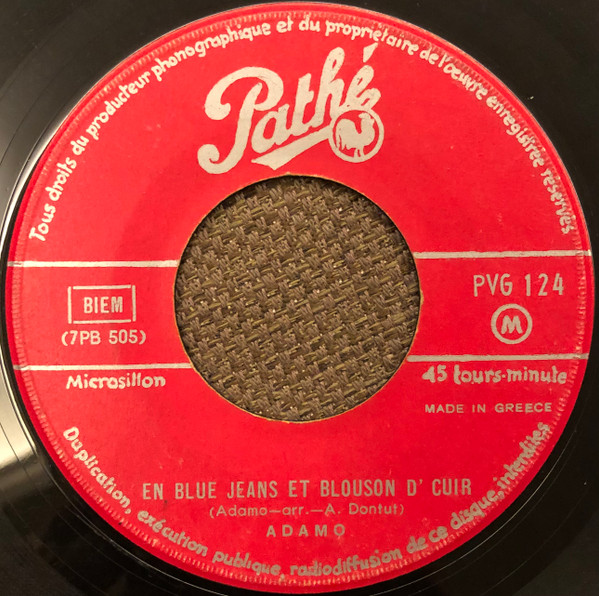 Tous droits du producteur phonographique et du propriétaire de l'œuvre enregistrée réservés
Pathé
BIEM
(7PB 505)
PVG 124
M
Microsillon
45 tours-minute
MADE IN GREECE
EN BLUE JEANS ET BLOUSON D' CUIR
(Adamo-arr.-A. Dontut)
ADAMO
Duplication, exécution publique, radiodiffusion de ce disque, interdites